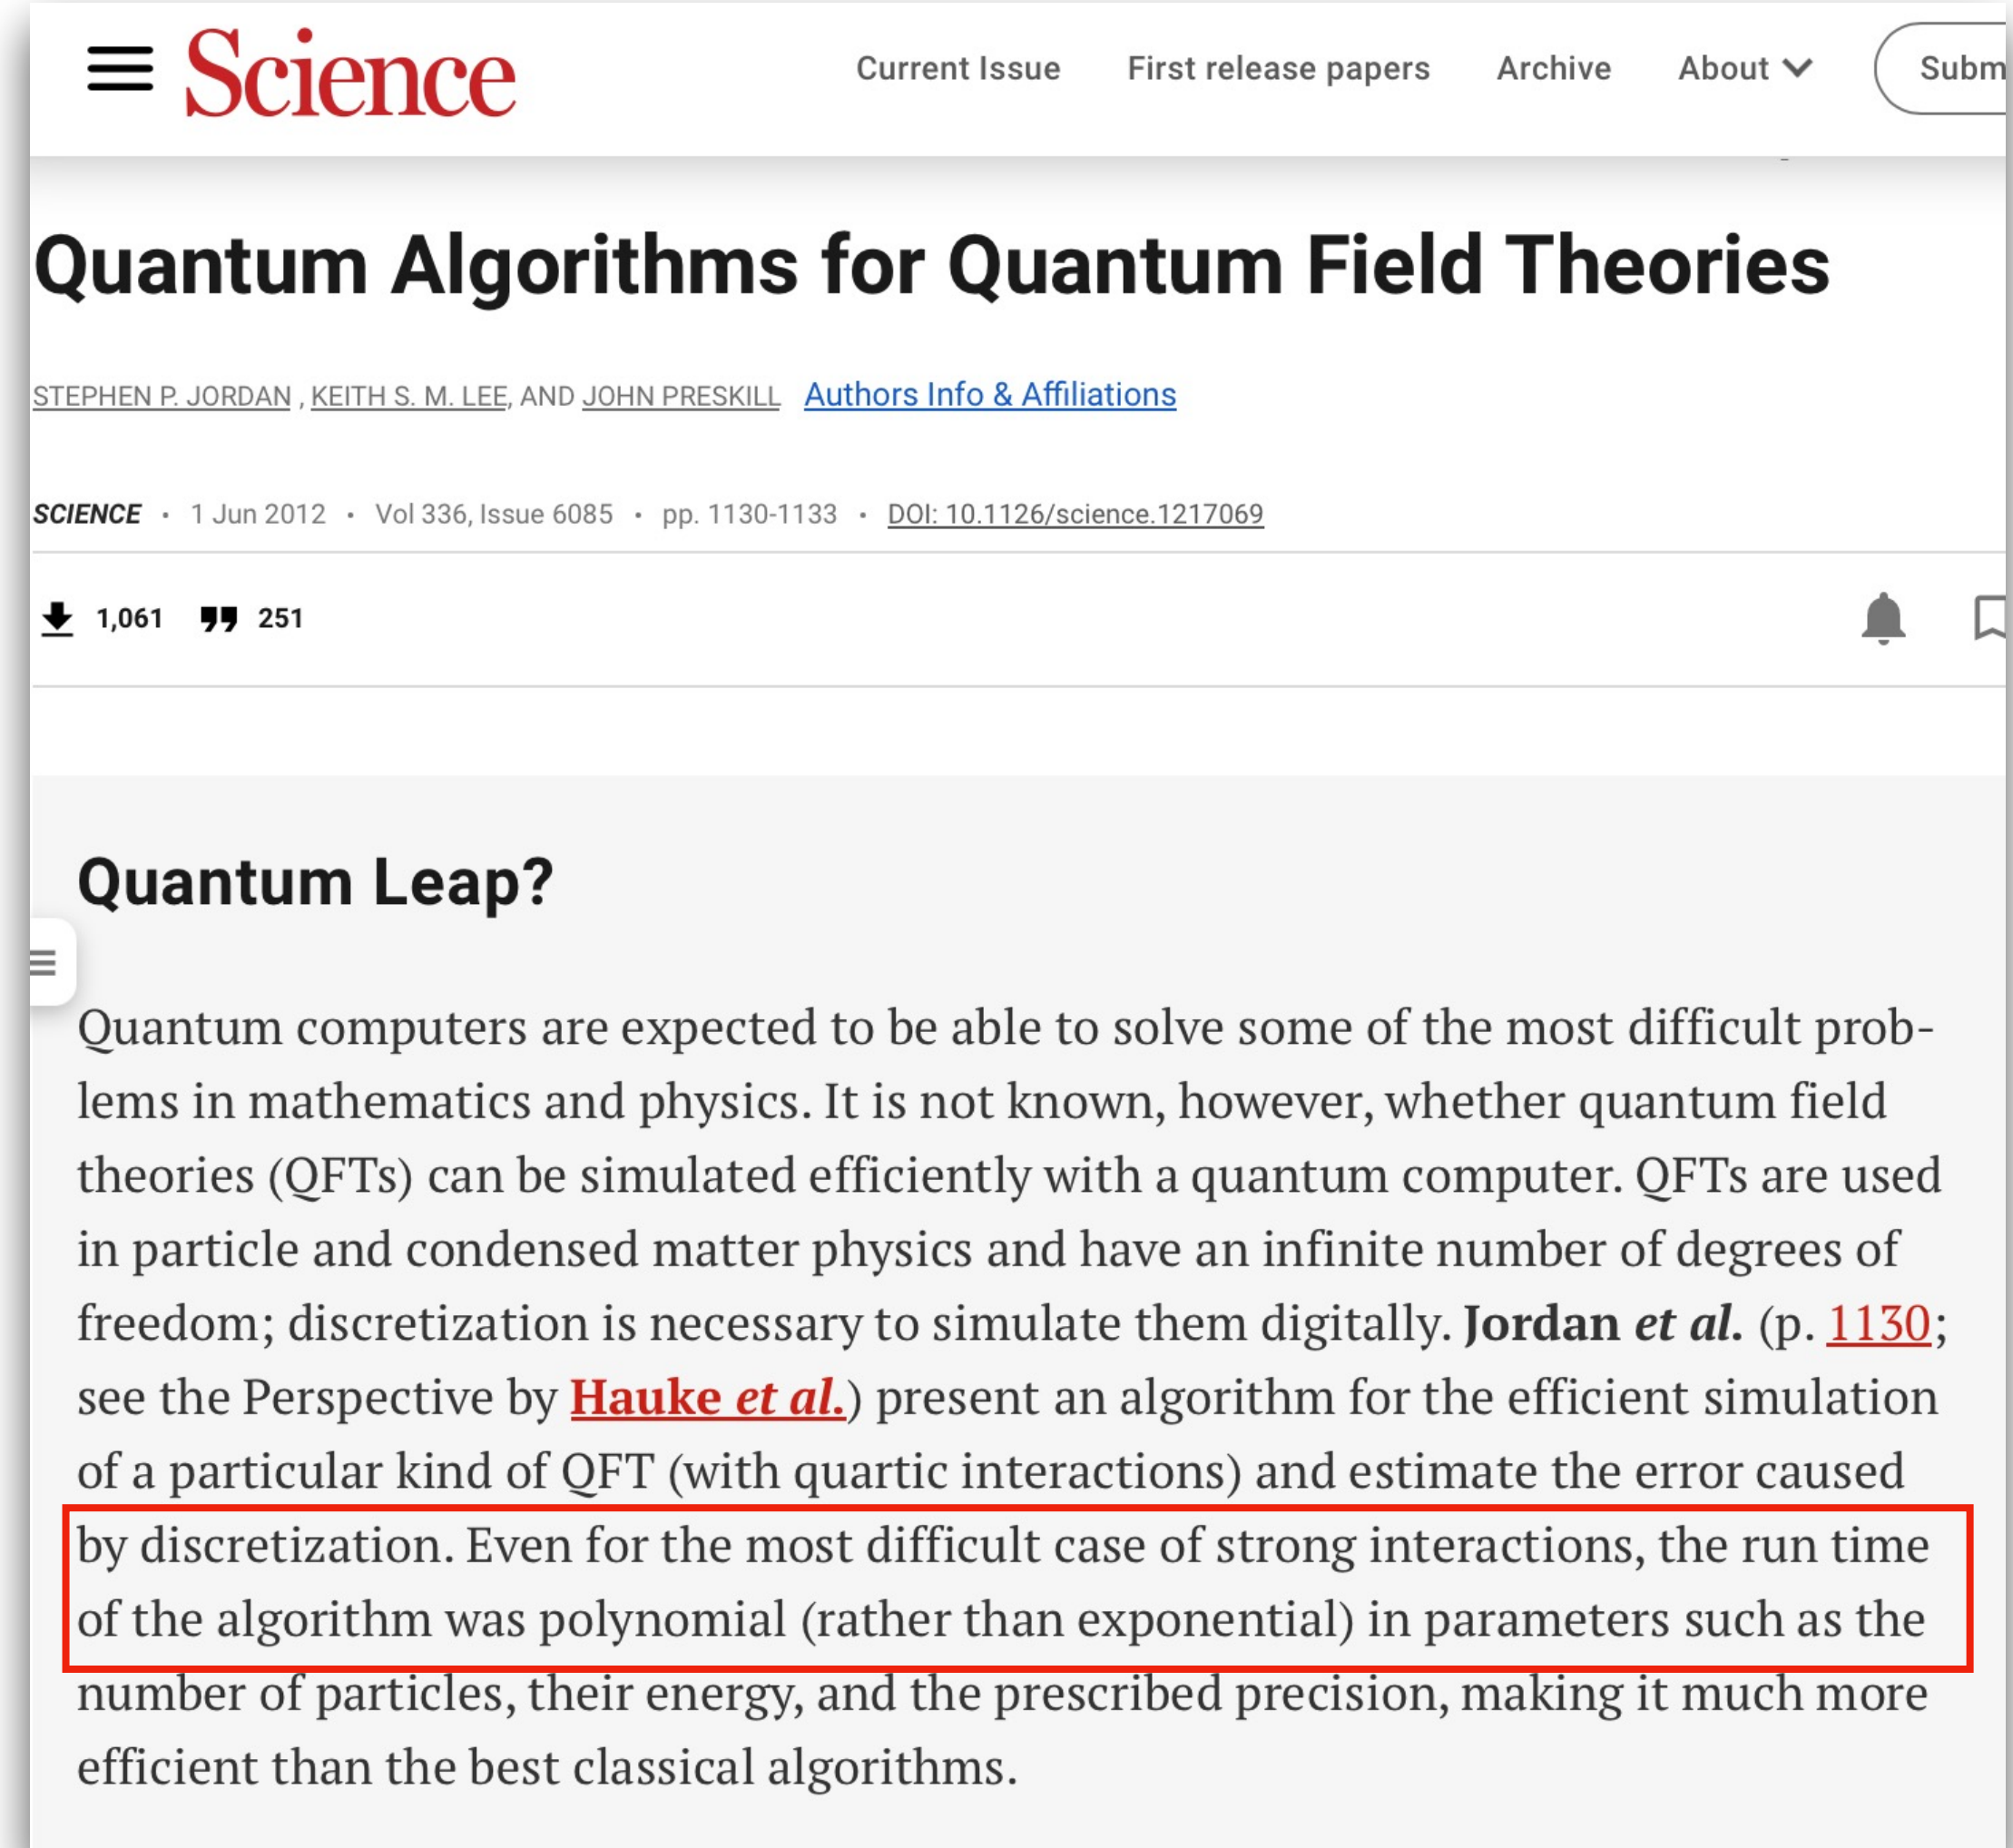 Science
Current Issue First release papers Archive About Subm
Quantum Algorithms for Quantum Field Theories
STEPHEN P. JORDAN , KEITH S. M. LEE, AND JOHN PRESKILL Authors Info & Affiliations
SCIENCE • 1 Jun 2012 • Vol 336, Issue 6085 • pp. 1130-1133 • DOI: 10.1126/science.1217069
1,061 251
Quantum Leap?
Quantum computers are expected to be able to solve some of the most difficult prob-
lems in mathematics and physics. It is not known, however, whether quantum field
theories (QFTs) can be simulated efficiently with a quantum computer. QFTs are used
in particle and condensed matter physics and have an infinite number of degrees of
freedom; discretization is necessary to simulate them digitally. Jordan et al. (p. 1130;
see the Perspective by Hauke et al.) present an algorithm for the efficient simulation
of a particular kind of QFT (with quartic interactions) and estimate the error caused
by discretization. Even for the most difficult case of strong interactions, the run time
of the algorithm was polynomial (rather than exponential) in parameters such as the
number of particles, their energy, and the prescribed precision, making it much more
efficient than the best classical algorithms.